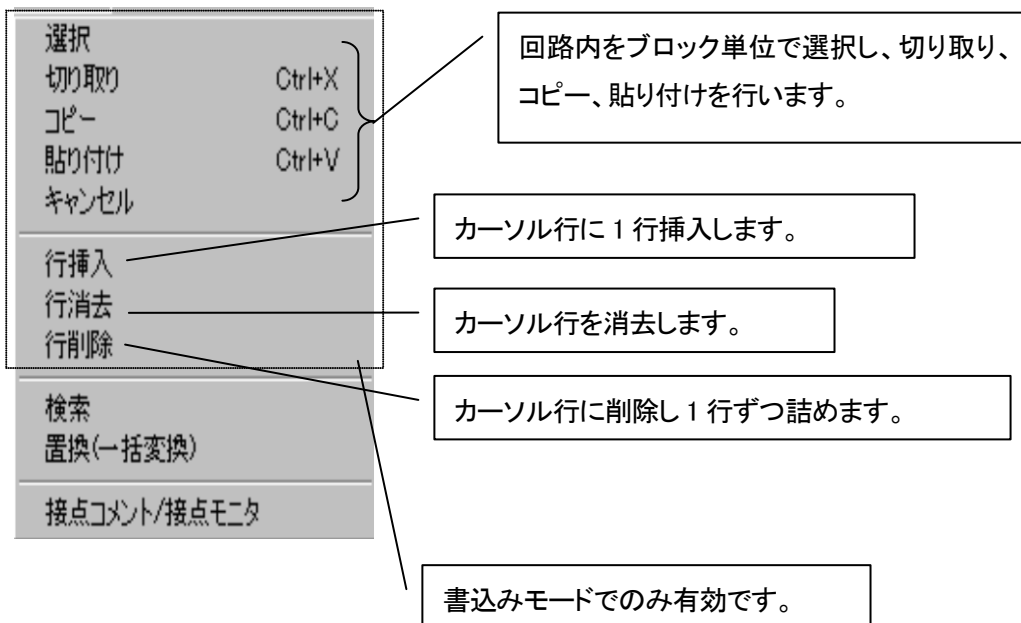 選択
切り取り Ctrl+X
コピー Ctrl+C
貼り付け Ctrl+V
キャンセル
行挿入
行消去
行削除
検索
置換(一括変換)
接点コメント/接点モニタ
回路内をブロック単位で選択し、切り取り、
コピー、貼り付けを行います。
カーソル行に 1 行挿入します。
カーソル行を消去します。
カーソル行に削除し 1 行ずつ詰めます。
書込みモードでのみ有効です。